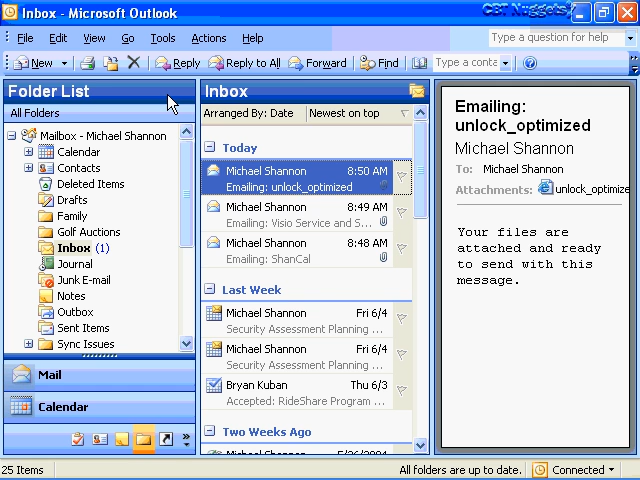 Inbox - Microsoft Outlook
CBT Nuggets
File Edit View Go Tools Actions Help
Type a question for help
New Reply Reply to All Forward Find Type a conta
Folder List
All Folders
Mailbox - Michael Shannon
Calendar
Contacts
Deleted Items
Drafts
Family
Golf Auctions
Inbox (1)
Journal
Junk E-mail
Notes
Outbox
Sent Items
Sync Issues
Mail
Calendar
Inbox
Arranged By: Date Newest on top
Today
Michael Shannon 8:50 AM
Emailing: unlock_optimized
Michael Shannon 8:49 AM
Emailing: Visio Service and S...
Michael Shannon 8:48 AM
Emailing: ShanCal
Last Week
Michael Shannon Fri 6/4
Security Assessment Planning ...
Michael Shannon Fri 6/4
Security Assessment Planning ...
Bryan Kuban Thu 6/3
Accepted: RideShare Program ...
Two Weeks Ago
Emailing:
unlock_optimized
Michael Shannon
To: Michael Shannon
Attachments: unlock_optimize
Your files are
attached and ready
to send with this
message.
25 Items
All folders are up to date. Connected